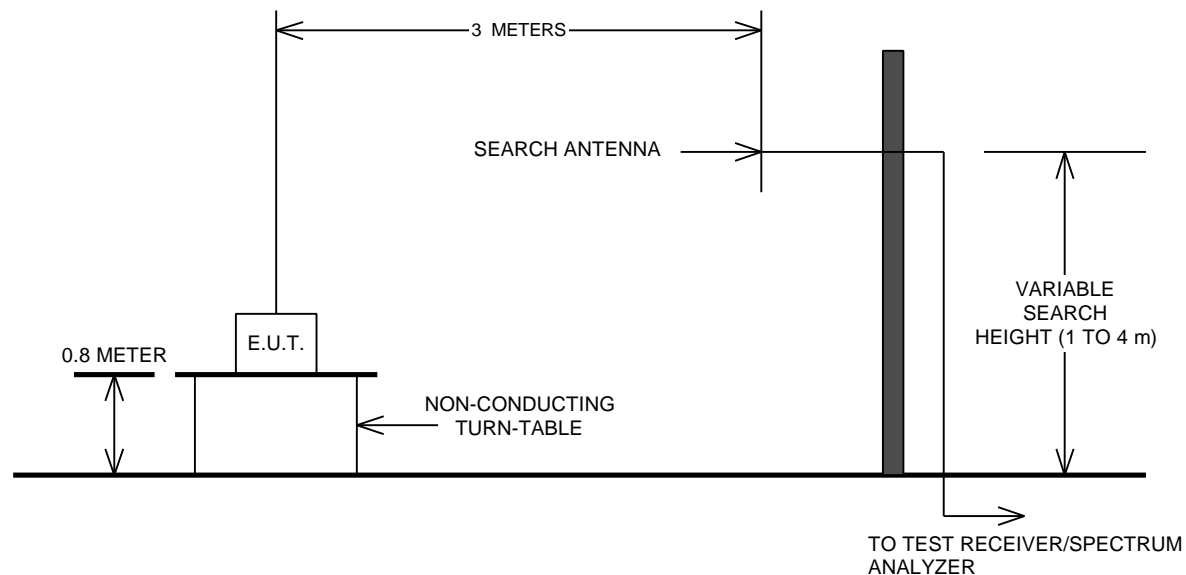 3 METERS
SEARCH ANTENNA
E.U.T.
0.8 METER
NON-CONDUCTING
TURN-TABLE
VARIABLE
SEARCH
HEIGHT (1 TO 4 m)
TO TEST RECEIVER/SPECTRUM
ANALYZER